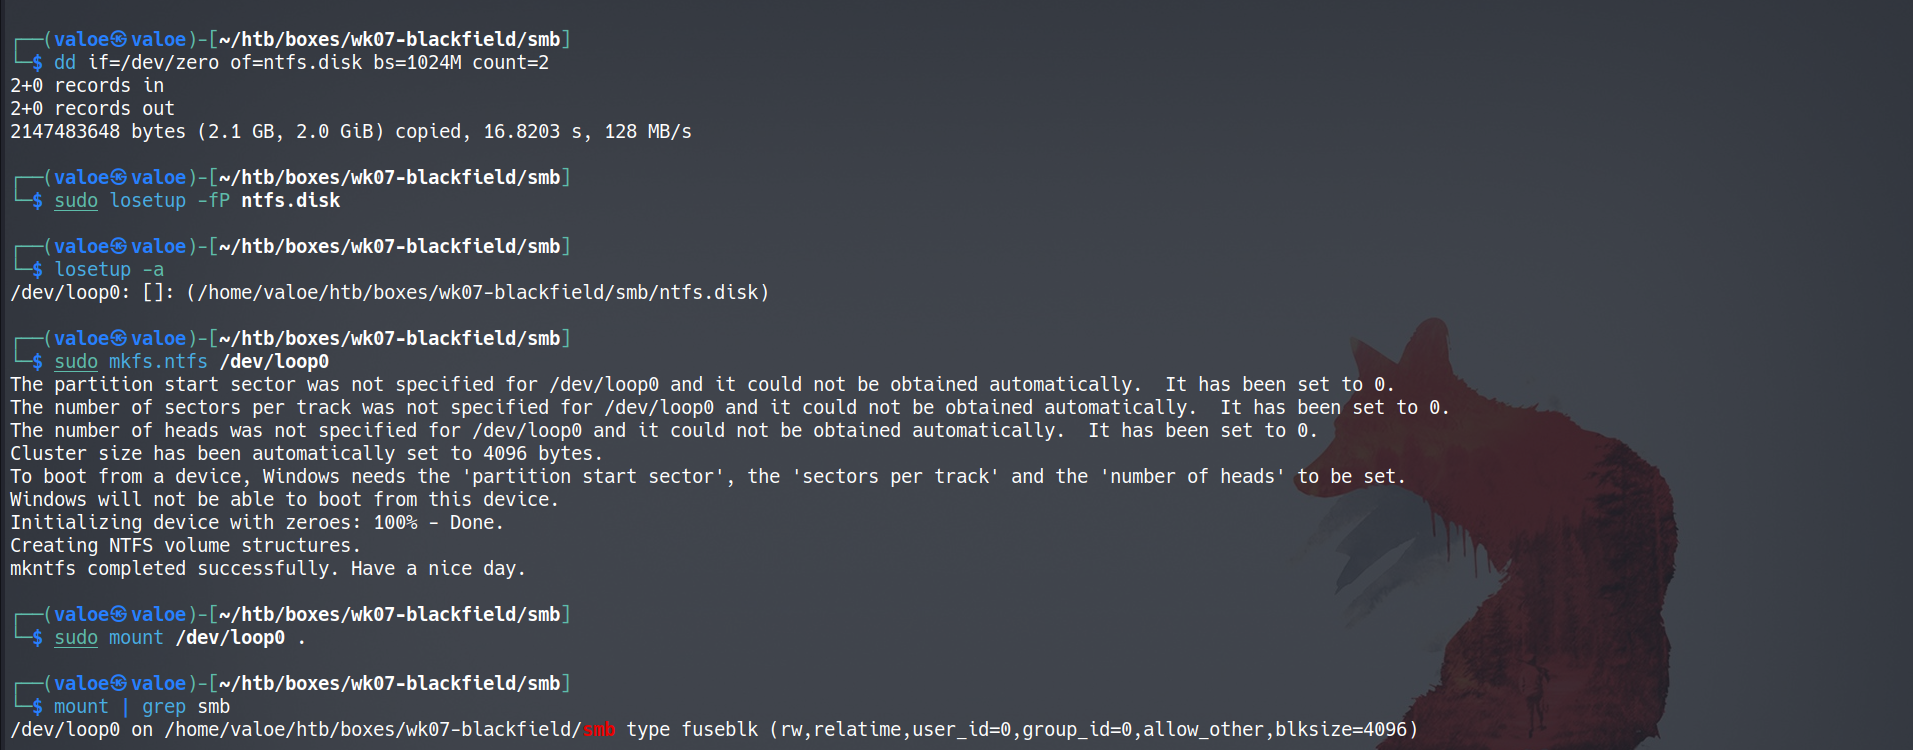 ┌──(valoe㉿valoe)-[~/htb/boxes/wk07-blackfield/smb]
└─$ dd if=/dev/zero of=ntfs.disk bs=1024M count=2
2+0 records in
2+0 records out
2147483648 bytes (2.1 GB, 2.0 GiB) copied, 16.8203 s, 128 MB/s
┌──(valoe㉿valoe)-[~/htb/boxes/wk07-blackfield/smb]
└─$ sudo losetup -fP ntfs.disk
┌──(valoe㉿valoe)-[~/htb/boxes/wk07-blackfield/smb]
└─$ losetup -a
/dev/loop0: []: (/home/valoe/htb/boxes/wk07-blackfield/smb/ntfs.disk)
┌──(valoe㉿valoe)-[~/htb/boxes/wk07-blackfield/smb]
└─$ sudo mkfs.ntfs /dev/loop0
The partition start sector was not specified for /dev/loop0 and it could not be obtained automatically.  It has been set to 0.
The number of sectors per track was not specified for /dev/loop0 and it could not be obtained automatically.  It has been set to 0.
The number of heads was not specified for /dev/loop0 and it could not be obtained automatically.  It has been set to 0.
Cluster size has been automatically set to 4096 bytes.
To boot from a device, Windows needs the 'partition start sector', the 'sectors per track' and the 'number of heads' to be set.
Windows will not be able to boot from this device.
Initializing device with zeroes: 100% - Done.
Creating NTFS volume structures.
mkntfs completed successfully. Have a nice day.
┌──(valoe㉿valoe)-[~/htb/boxes/wk07-blackfield/smb]
└─$ sudo mount /dev/loop0 .
┌──(valoe㉿valoe)-[~/htb/boxes/wk07-blackfield/smb]
└─$ mount | grep smb
/dev/loop0 on /home/valoe/htb/boxes/wk07-blackfield/smb type fuseblk (rw,relatime,user_id=0,group_id=0,allow_other,blksize=4096)